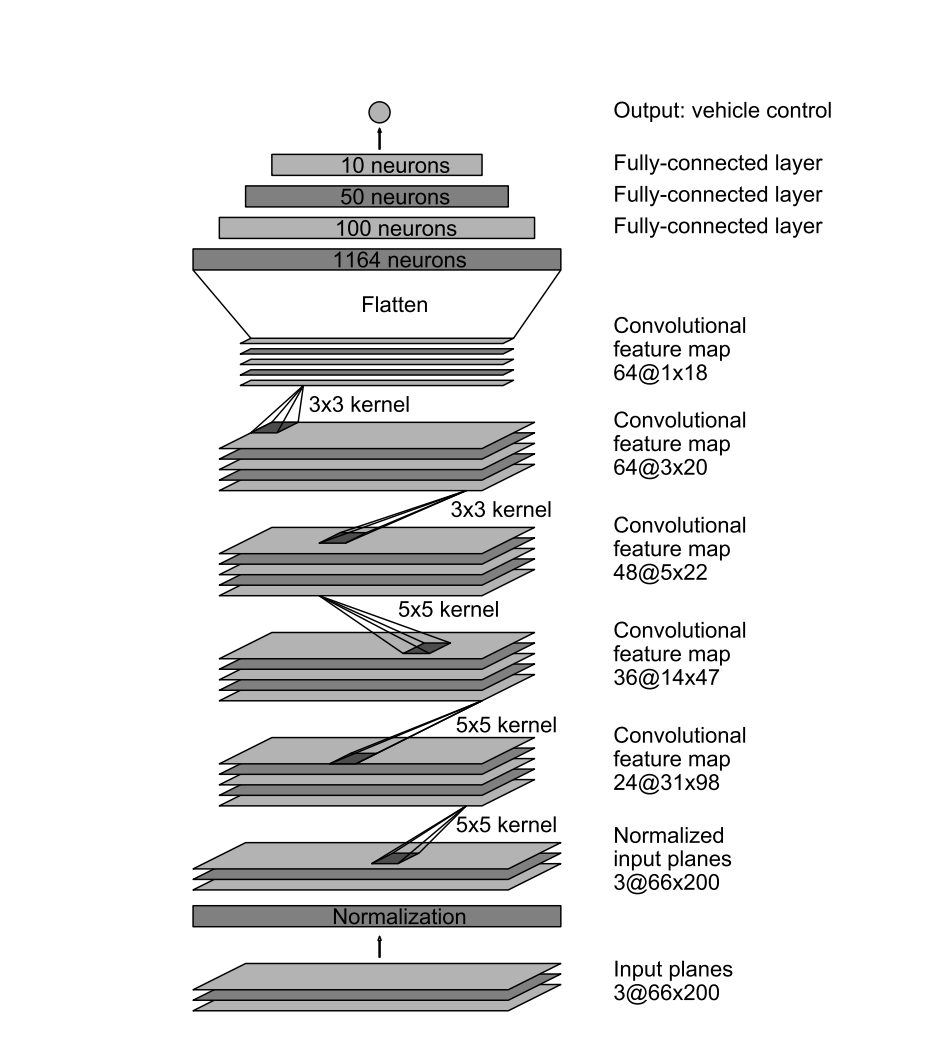 Output: vehicle control
10 neurons
Fully-connected layer
50 neurons
Fully-connected layer
100 neurons
Fully-connected layer
1164 neurons
Flatten
Convolutional
feature map
64@1x18
3x3 kernel
Convolutional
feature map
64@3x20
3x3 kernel
Convolutional
feature map
48@5x22
5x5 kernel
Convolutional
feature map
36@14x47
5x5 kernel
Convolutional
feature map
24@31x98
5x5 kernel
Normalized
input planes
3@66x200
Normalization
Input planes
3@66x200